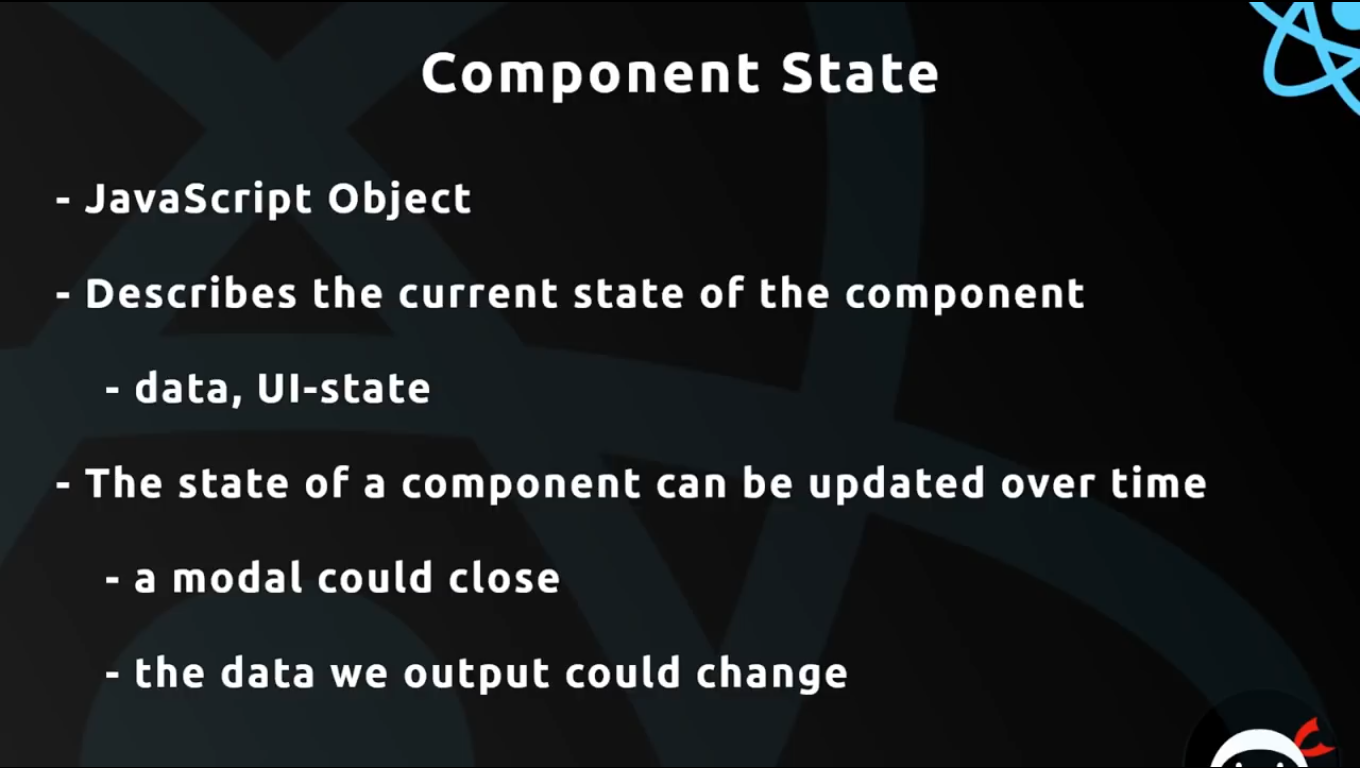 Component State
- JavaScript Object
- Describes the current state of the component
- data, UI-state
- The state of a component can be updated over time
- a modal could close
- the data we output could change